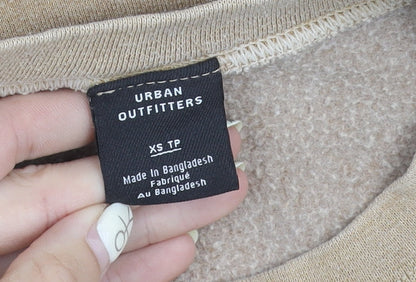 URBAN
OUTFITTERS
XS TP
Made In Bangladesh
Fabriqué
Au Bangladesh